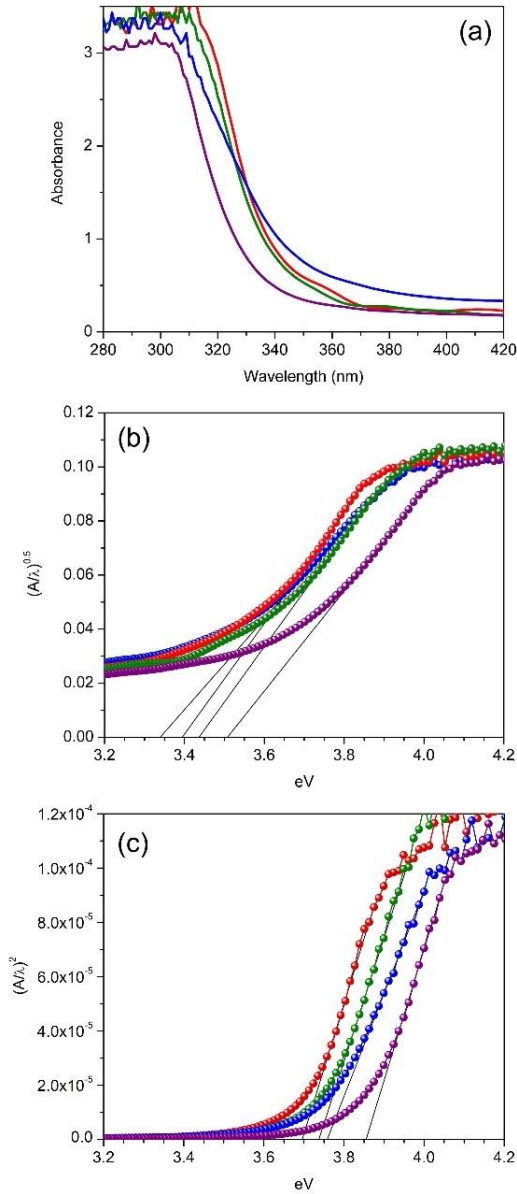 (a)
3
2
1
0
Absorbance
280 300 320 340 360 380 400 420
Wavelength (nm)
(b)
0.12
0.10
0.08
0.06
0.04
0.02
0.00
(A/λ)^0.5
3.2 3.4 3.6 3.8 4.0 4.2
eV
(c)
1.2x10^-4
1.0x10^-4
8.0x10^-5
6.0x10^-5
4.0x10^-5
2.0x10^-5
0.0
(A/λ)^2
3.2 3.4 3.6 3.8 4.0 4.2
eV